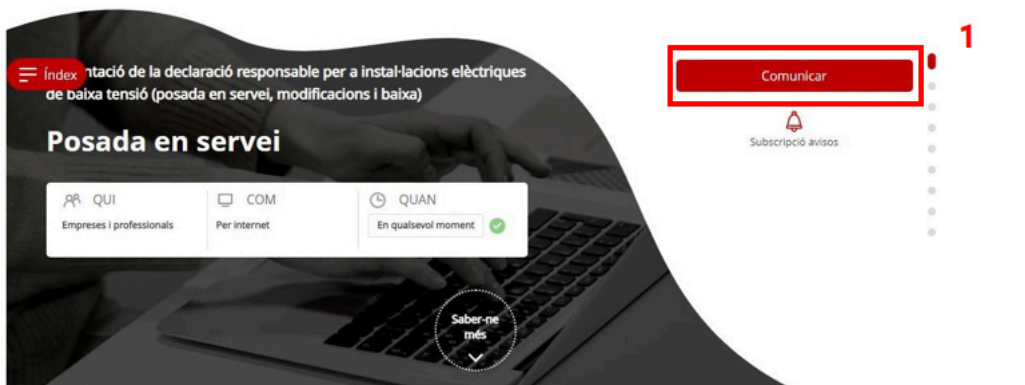 1
Índex
ntació de la declaració responsable per a instal·lacions elèctriques
de baixa tensió (posada en servei, modificacions i baixa)
Posada en servei
QUI
Empreses i professionals
COM
Per internet
QUAN
En qualsevol moment
Saber-ne
més
Comunicar
Subscripció avisos